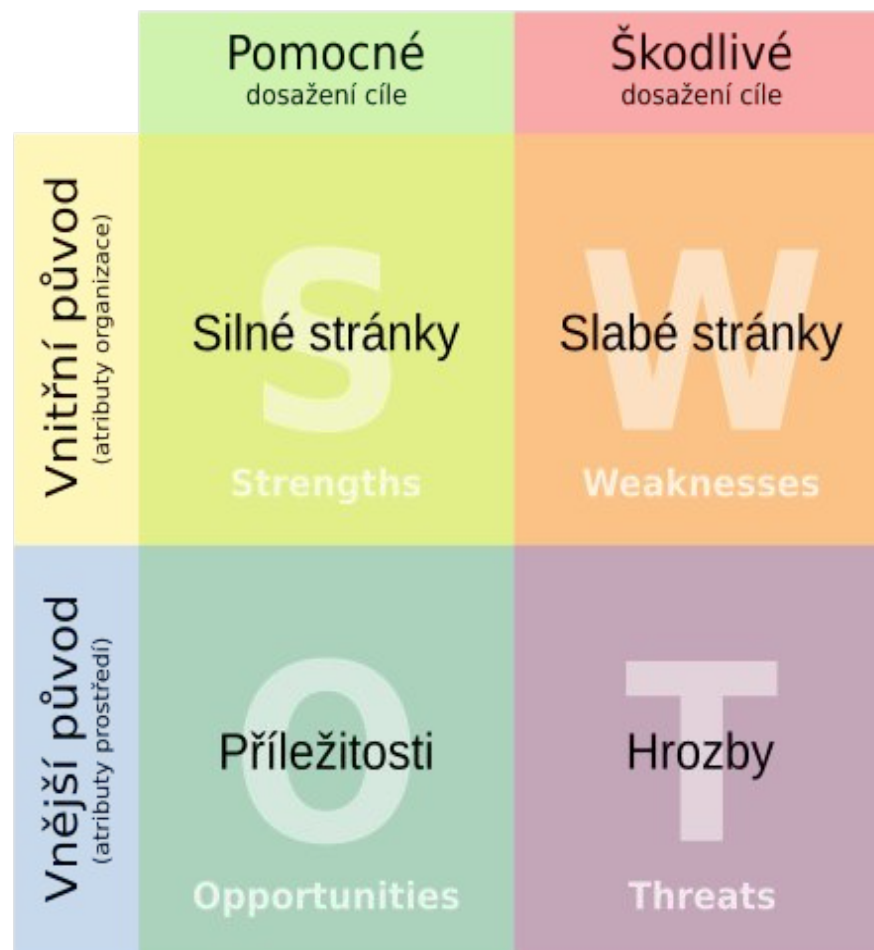 Pomocné
dosažení cíle
Škodlivé
dosažení cíle
Vnitřní původ
(atributy organizace)
S
Silné stránky
Strengths
W
Slabé stránky
Weaknesses
Vnější původ
(atributy prostředí)
O
Příležitosti
Opportunities
T
Hrozby
Threats